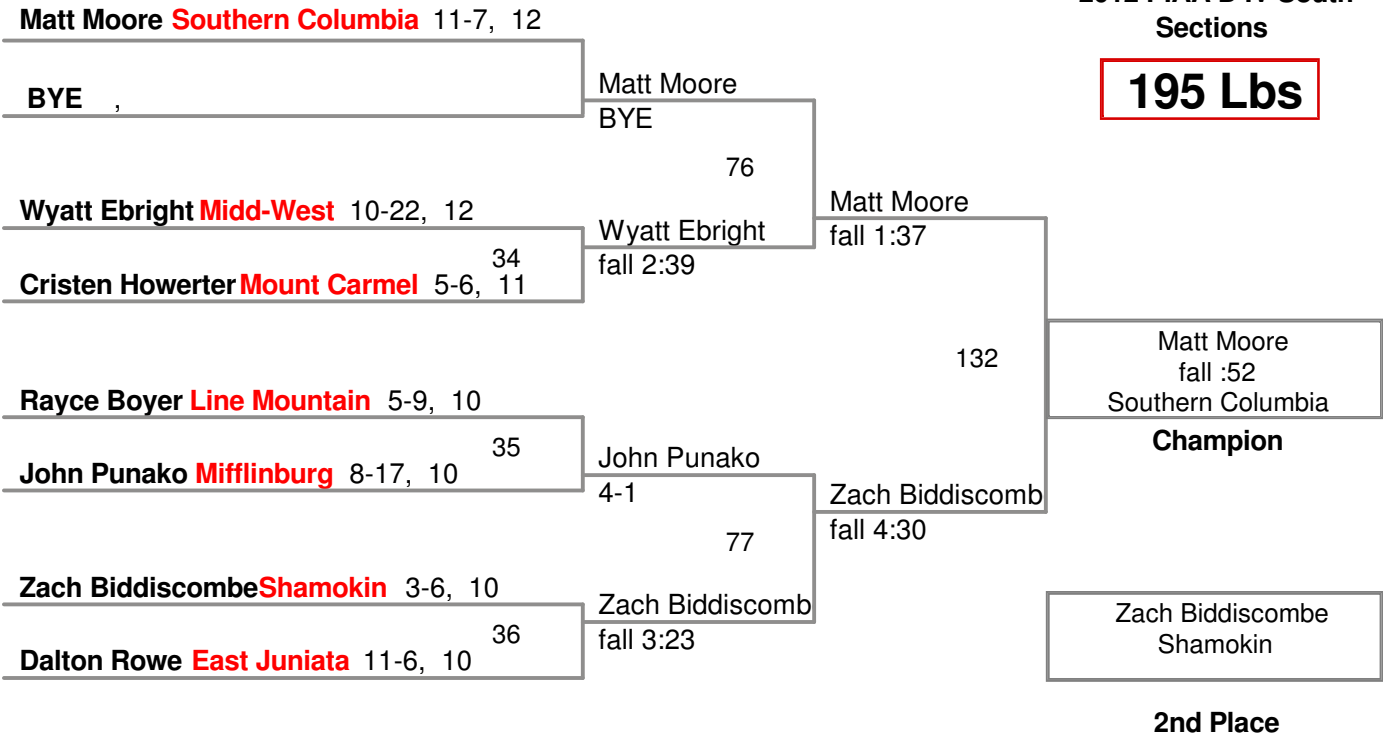 Matt Moore Southern Columbia 11-7, 12
Sections
195 Lbs
BYE ,
Matt Moore
BYE
76
Wyatt Ebright Midd-West 10-22, 12
34
Cristen Howerter Mount Carmel 5-6, 11
Wyatt Ebright
fall 2:39
Matt Moore
fall 1:37
132
Matt Moore
fall :52
Southern Columbia
Champion
Rayce Boyer Line Mountain 5-9, 10
35
John Punako Mifflinburg 8-17, 10
John Punako
4-1
77
Zach Biddiscomb
fall 4:30
Zach Biddiscombe Shamokin 3-6, 10
36
Dalton Rowe East Juniata 11-6, 10
Zach Biddiscomb
fall 3:23
Zach Biddiscombe
Shamokin
2nd Place